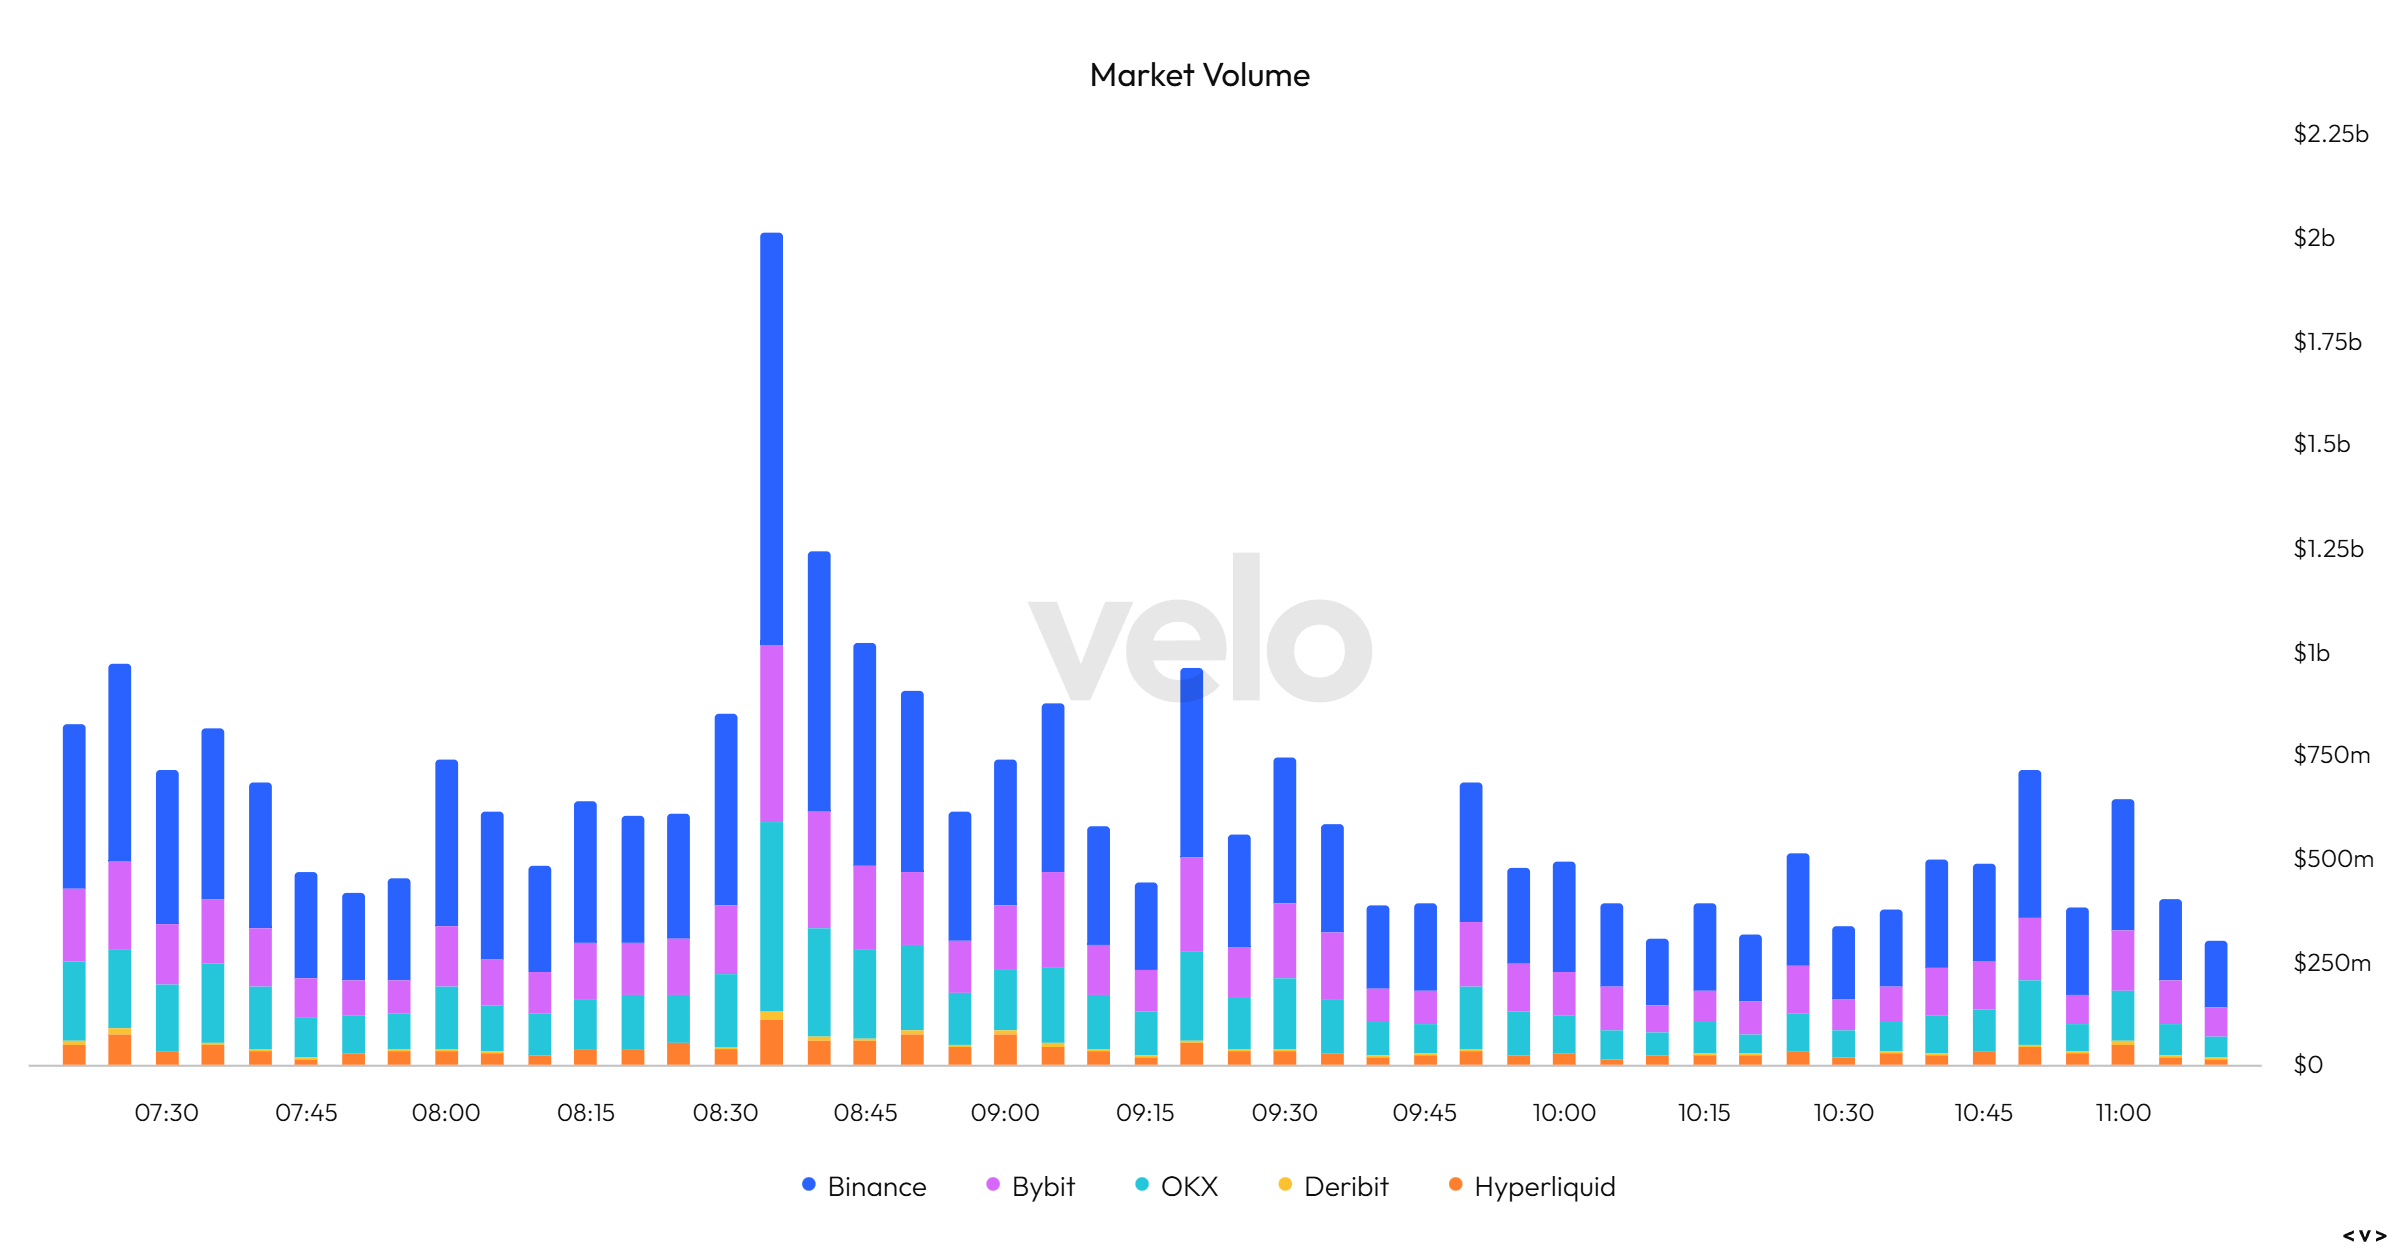 Market Volume
$2.25b
$2b
$1.75b
$1.5b
$1.25b
velo
$1b
$750m
$500m
$250m
$0
07:30 07:45 08:00 08:15 08:30 08:45 09:00 09:15 09:30 09:45 10:00 10:15 10:30 10:45 11:00
Binance Bybit OKX Deribit Hyperliquid
<v>